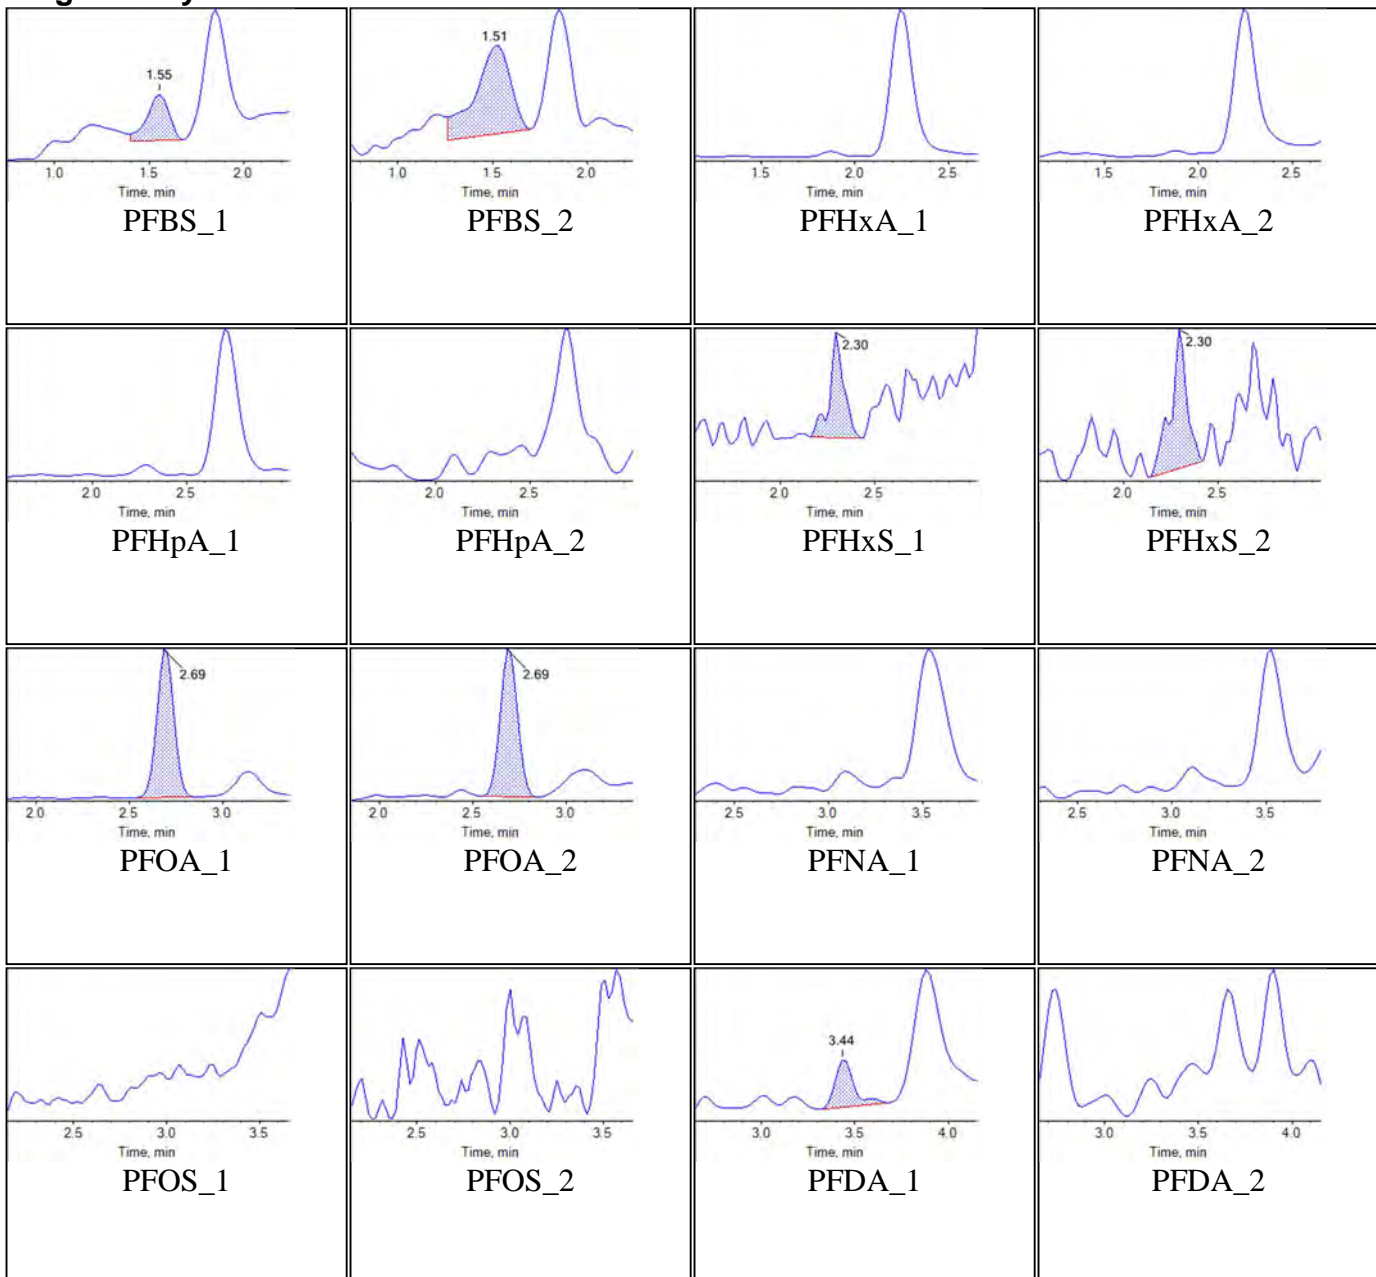 1.55
1.0 1.5 2.0
Time, min
PFBS_1
1.51
1.0 1.5 2.0
Time, min
PFBS_2
1.5 2.0 2.5
Time, min
PFHxA_1
1.5 2.0 2.5
Time, min
PFHxA_2
2.0 2.5
Time, min
PFHpA_1
2.0 2.5
Time, min
PFHpA_2
2.30
2.0 2.5
Time, min
PFHxS_1
2.30
2.0 2.5
Time, min
PFHxS_2
2.69
2.0 2.5 3.0
Time, min
PFOA_1
2.69
2.0 2.5 3.0
Time, min
PFOA_2
2.5 3.0 3.5
Time, min
PFNA_1
2.5 3.0 3.5
Time, min
PFNA_2
2.5 3.0 3.5
Time, min
PFOS_1
2.5 3.0 3.5
Time, min
PFOS_2
3.44
3.0 3.5 4.0
Time, min
PFDA_1
3.0 3.5 4.0
Time, min
PFDA_2